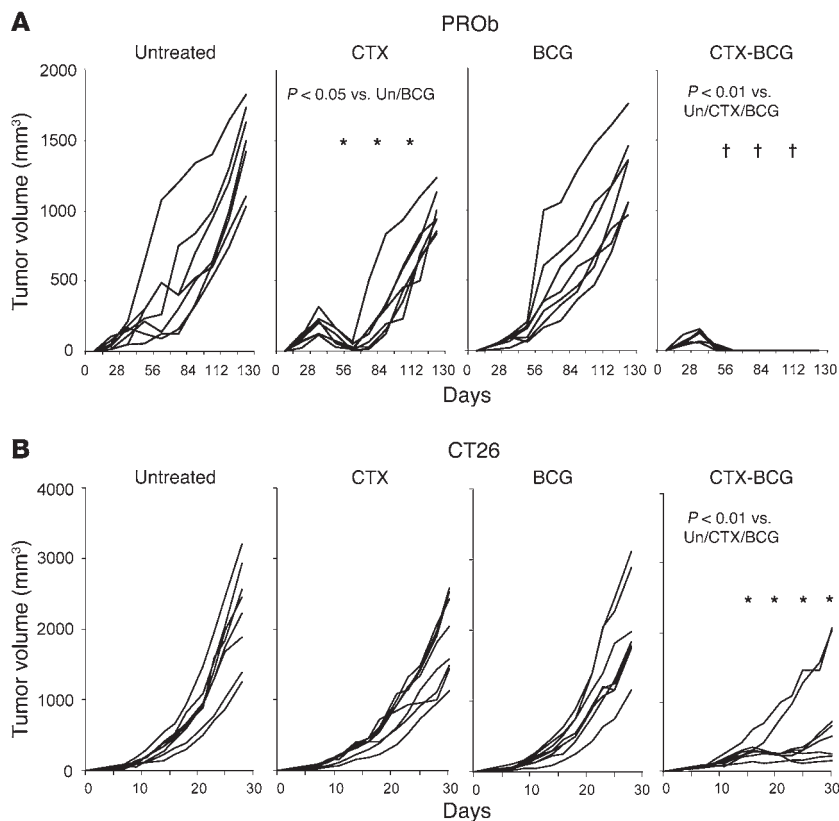 A
PROb
Untreated
CTX
BCG
CTX-BCG
Tumor volume (mm³)
2000
1500
1000
500
0
P < 0.05 vs. Un/BCG
* * *
P < 0.01 vs.
Un/CTX/BCG
† † †
0 28 56 84 112 130
0 28 56 84 112 130
0 28 56 84 112 130
0 28 56 84 112 130
Days
B
CT26
Untreated
CTX
BCG
CTX-BCG
Tumor volume (mm³)
4000
3000
2000
1000
0
P < 0.01 vs.
Un/CTX/BCG
* * * *
0 10 20 30
0 10 20 30
0 10 20 30
0 10 20 30
Days